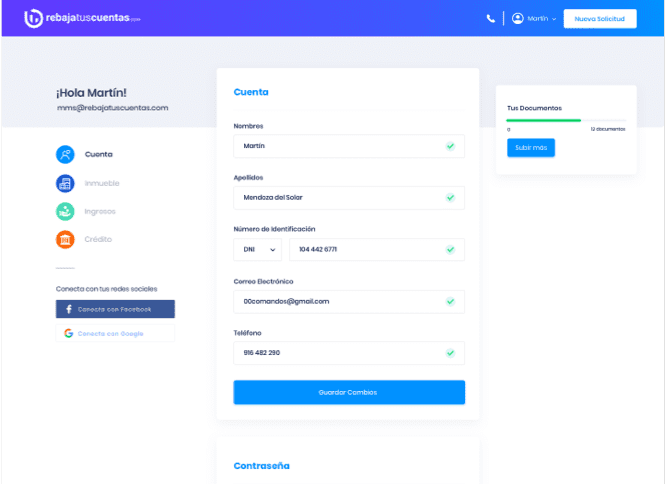 rebajatuscuentas.com
Martín
Nueva Solicitud
¡Hola Martín!
mms@rebajatuscuentas.com
Cuenta
Inmueble
Ingresos
Crédito
Conecta con tus redes sociales
Conecta con Facebook
Conecta con Google
Cuenta
Nombres
Martín
Apellidos
Mendoza del Solar
Número de Identificación
DNI
104 442 6771
Correo Electrónico
00comandos@gmail.com
Teléfono
916 482 290
Guardar Cambios
Contraseña
Tus Documentos
0
12 documentos
Subir más